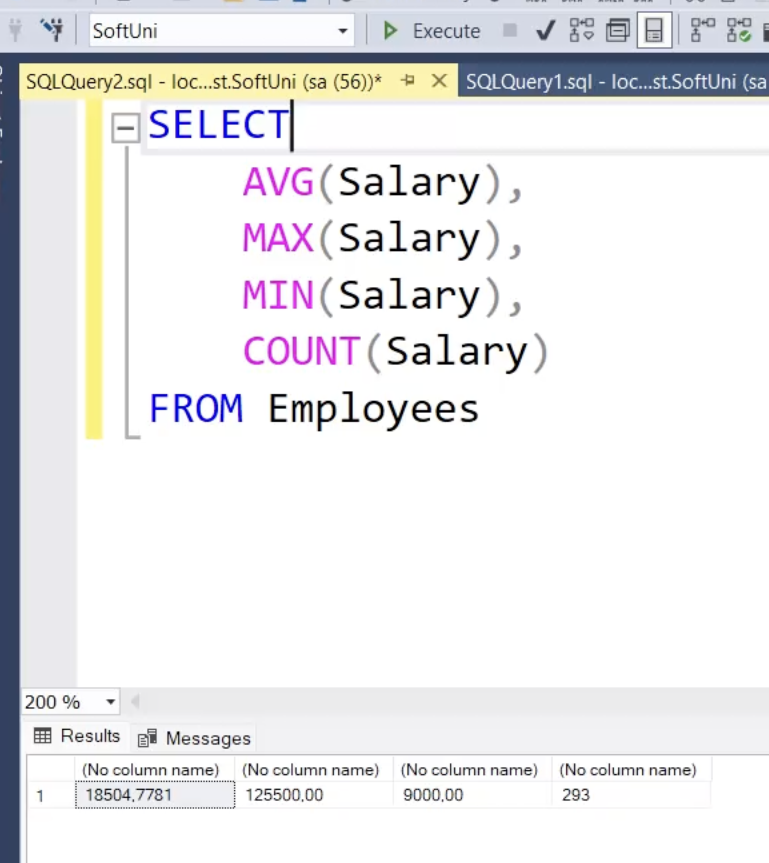 SoftUni
Execute
SQLQuery2.sql - loc...st.SoftUni (sa (56))* SQLQuery1.sql - loc...st.SoftUni (sa
SELECT
AVG(Salary),
MAX(Salary),
MIN(Salary),
COUNT(Salary)
FROM Employees
200 %
Results Messages
(No column name) (No column name) (No column name) (No column name)
1 18504,7781 125500,00 9000,00 293